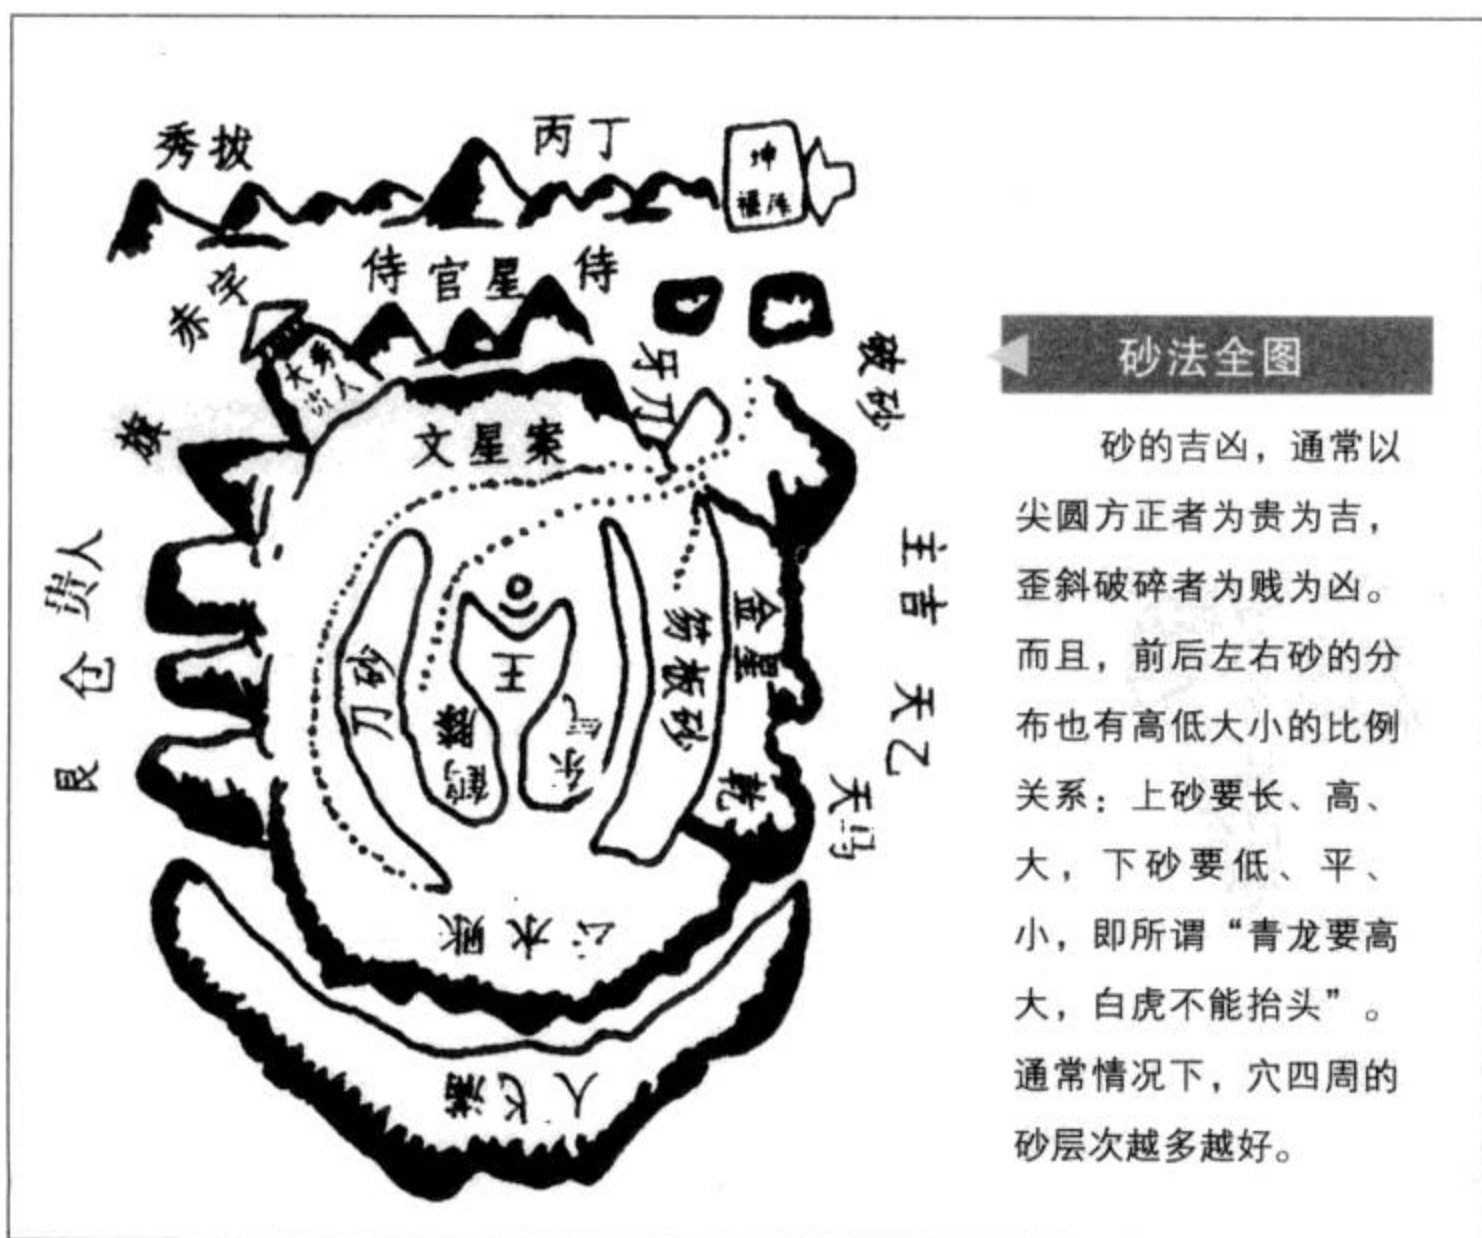 秀拔
丙丁
坤
侍 官星 侍
赤字
牙刀
破砂
旗
文星案
贵人
仓
艮
刀砂
鹤膝
王
笏板砂
金星
乾
主吉
天乙
天马
水账
砂法全图
砂的吉凶，通常以
尖圆方正者为贵为吉，
歪斜破碎者为贱为凶。
而且，前后左右砂的分
布也有高低大小的比例
关系：上砂要长、高、
大，下砂要低、平、
小，即所谓“青龙要高
大，白虎不能抬头”。
通常情况下，穴四周的
砂层次越多越好。